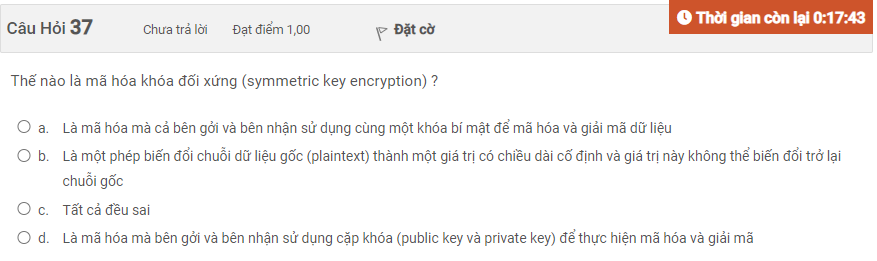 Câu Hỏi 37
Chưa trả lời
Đạt điểm 1,00
Đặt cờ
Thời gian còn lại 0:17:43
Thế nào là mã hóa khóa đối xứng (symmetric key encryption) ?
a. Là mã hóa mà cả bên gởi và bên nhận sử dụng cùng một khóa bí mật để mã hóa và giải mã dữ liệu
b. Là một phép biến đổi chuỗi dữ liệu gốc (plaintext) thành một giá trị có chiều dài cố định và giá trị này không thể biến đổi trở lại
chuỗi gốc
c. Tất cả đều sai
d. Là mã hóa mà bên gởi và bên nhận sử dụng cặp khóa (public key và private key) để thực hiện mã hóa và giải mã